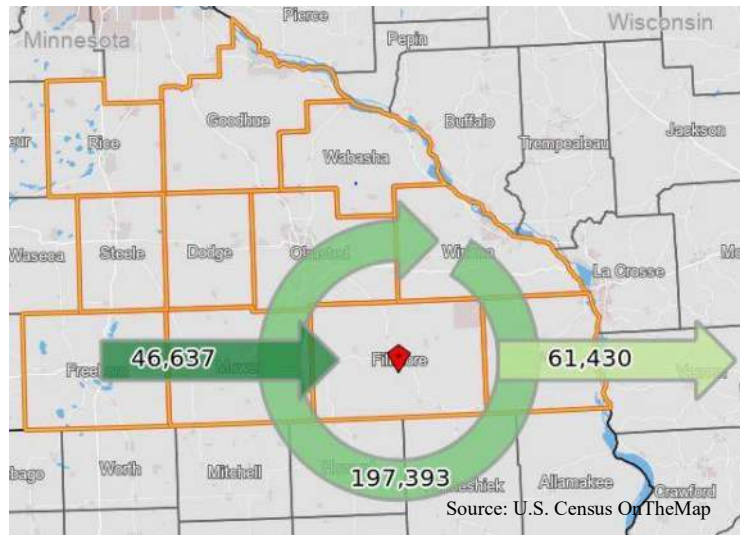 Pierce
Wisconsin
Minnesota
Pepin
Goodhue
Buffalo
Rice
Trempealeau
Jackson
Wabasha
Waseca
Steele
Dodge
Olmsted
Winona
La Crosse
46,637
Fillmore
61,430
Worth
Mitchell
197,393
Allamakee
Crawford
Source: U.S. Census OnTheMap